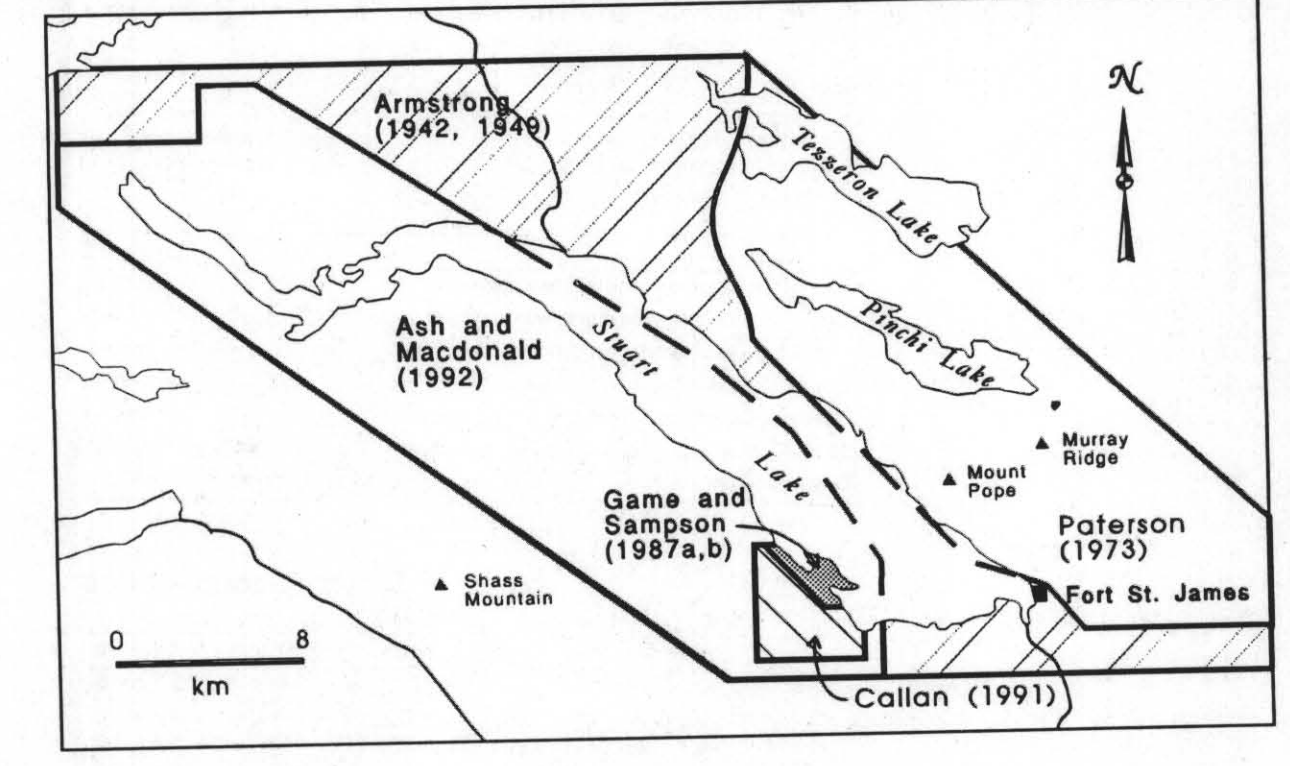 N
Armstrong
(1942, 1949)
Tezzeron Lake
Pinchi Lake
Ash and
Macdonald
(1992)
Stuart
Lake
Murray
Ridge
Mount
Pope
Game and
Sampson
(1987a,b)
Paterson
(1973)
Shass
Mountain
Fort St. James
0 8
km
Callan (1991)